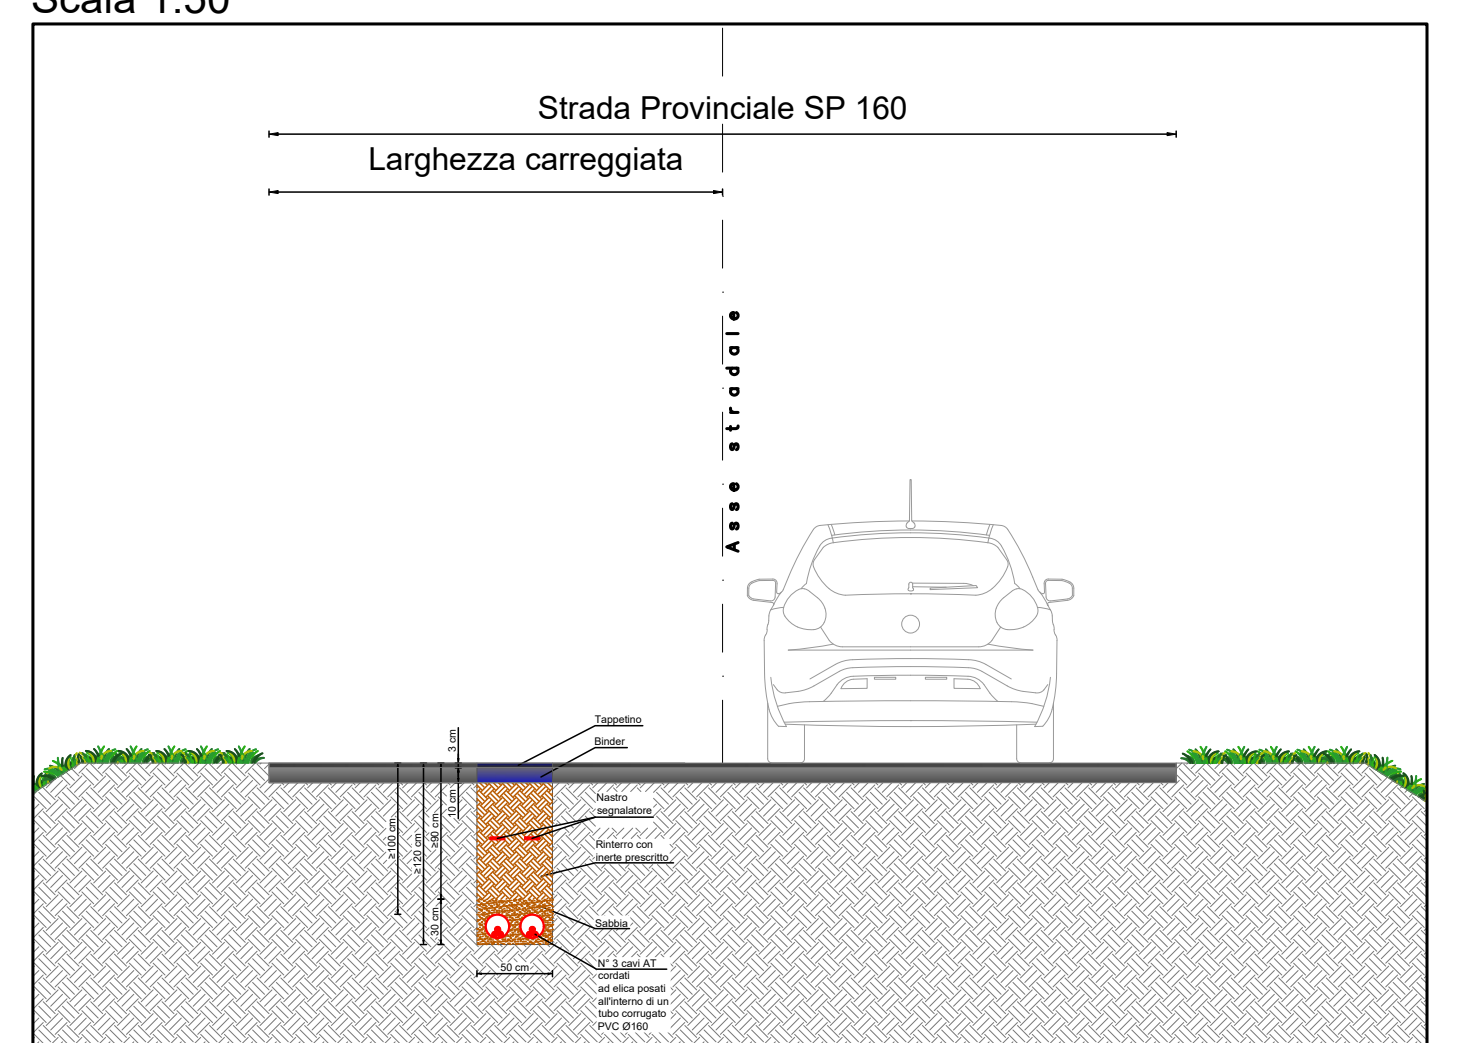 Scala 1:50
Strada Provinciale SP 160
Larghezza carreggiata
Asse stradale
Tappetino
3 cm
Binder
10 cm
Nastro
segnalatore
≥100 cm
≥120 cm
≥90 cm
Rinterro con
inerte prescritto
30 cm
Sabbia
50 cm
N° 3 cavi AT
cordati
ad elica posati
all'interno di un
tubo corrugato
PVC Ø160